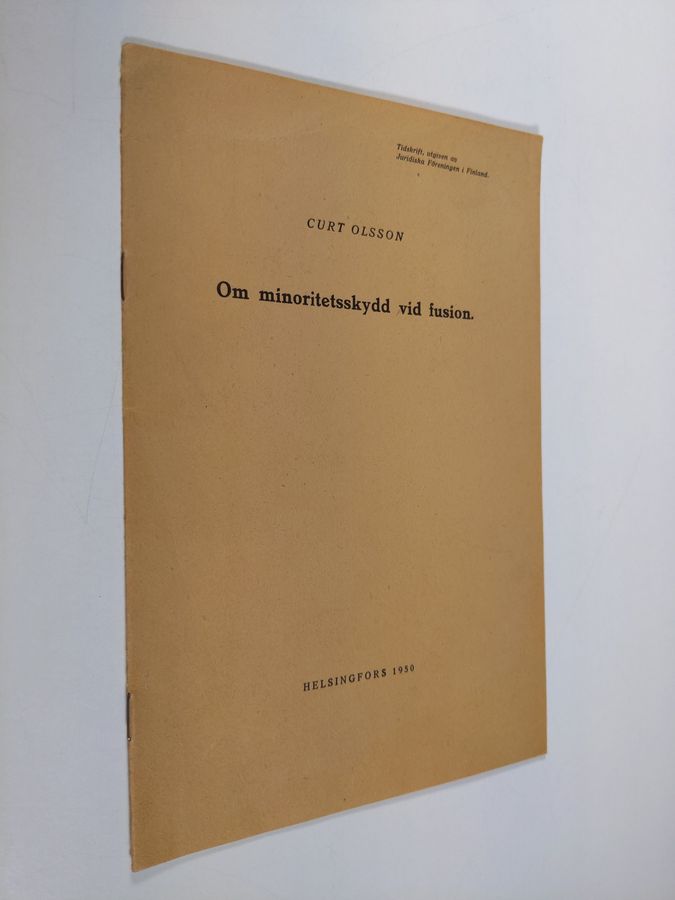 Tidskrift, utgiven av
Juridiska Föreningen i Finland.
CURT OLSSON
Om minoritetsskydd vid fusion.
HELSINGFORS 1950